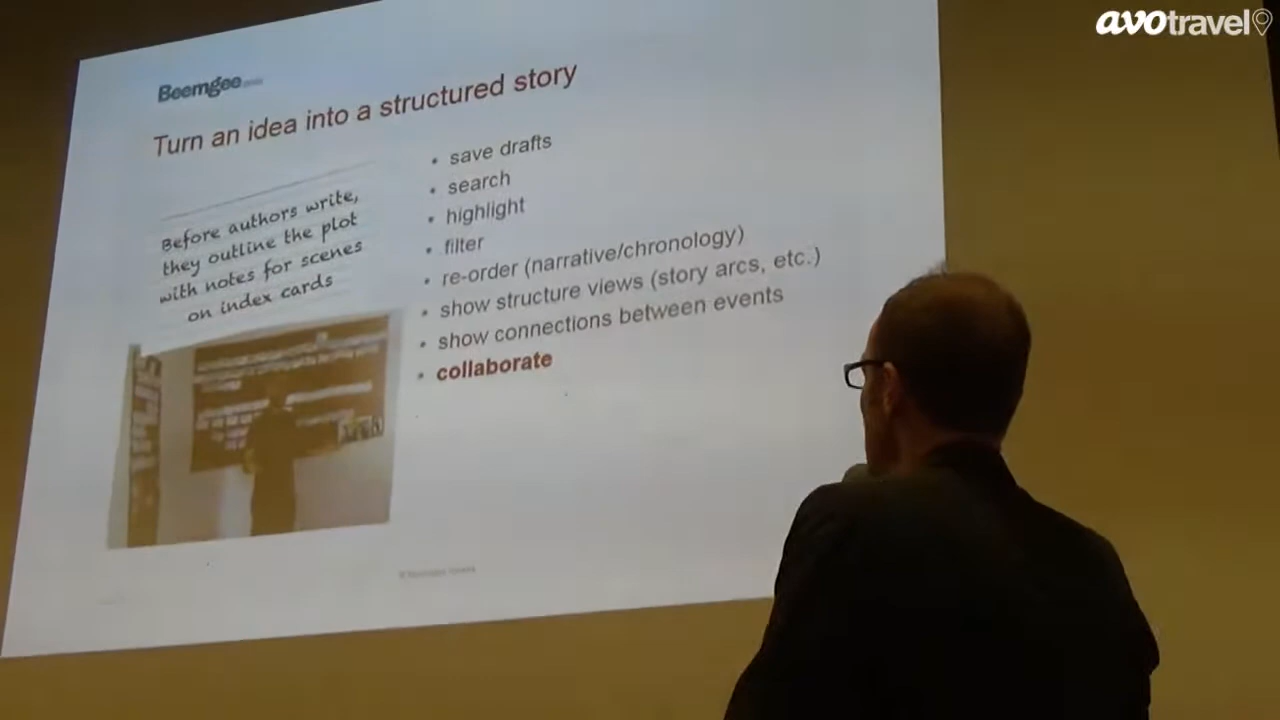 avotravel
Beemgee
Turn an idea into a structured story
Before authors write,
they outline the plot
with notes for scenes
on index cards
• save drafts
• search
• highlight
• filter
• re-order (narrative/chronology)
• show structure views (story arcs, etc.)
• show connections between events
• collaborate